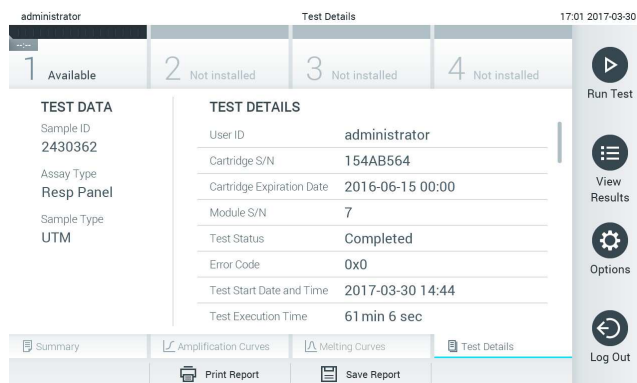 administrator
Test Details
17:01 2017-03-30
--:--
1 Available
2 Not installed
3 Not installed
4 Not installed
Run Test
View Results
Options
Log Out
TEST DATA
Sample ID
2430362
Assay Type
Resp Panel
Sample Type
UTM
TEST DETAILS
User ID administrator
Cartridge S/N 154AB564
Cartridge Expiration Date 2016-06-15 00:00
Module S/N 7
Test Status Completed
Error Code 0x0
Test Start Date and Time 2017-03-30 14:44
Test Execution Time 61min 6 sec
Summary
Amplification Curves
Melting Curves
Test Details
Print Report
Save Report